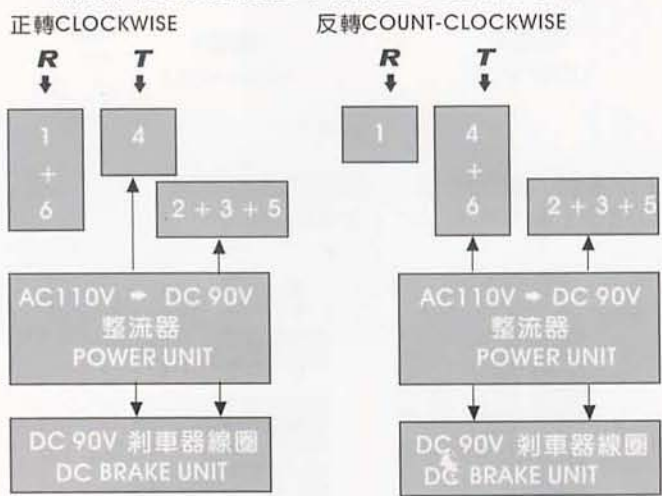 正轉CLOCKWISE
R T
1
+
6
4
2 + 3 + 5
AC110V ➡ DC 90V
整流器
POWER UNIT
DC 90V 剎車器線圈
DC BRAKE UNIT
反轉COUNT-CLOCKWISE
R T
1
4
+
6
2 + 3 + 5
AC110V ➡ DC 90V
整流器
POWER UNIT
DC 90V 剎車器線圈
DC BRAKE UNIT